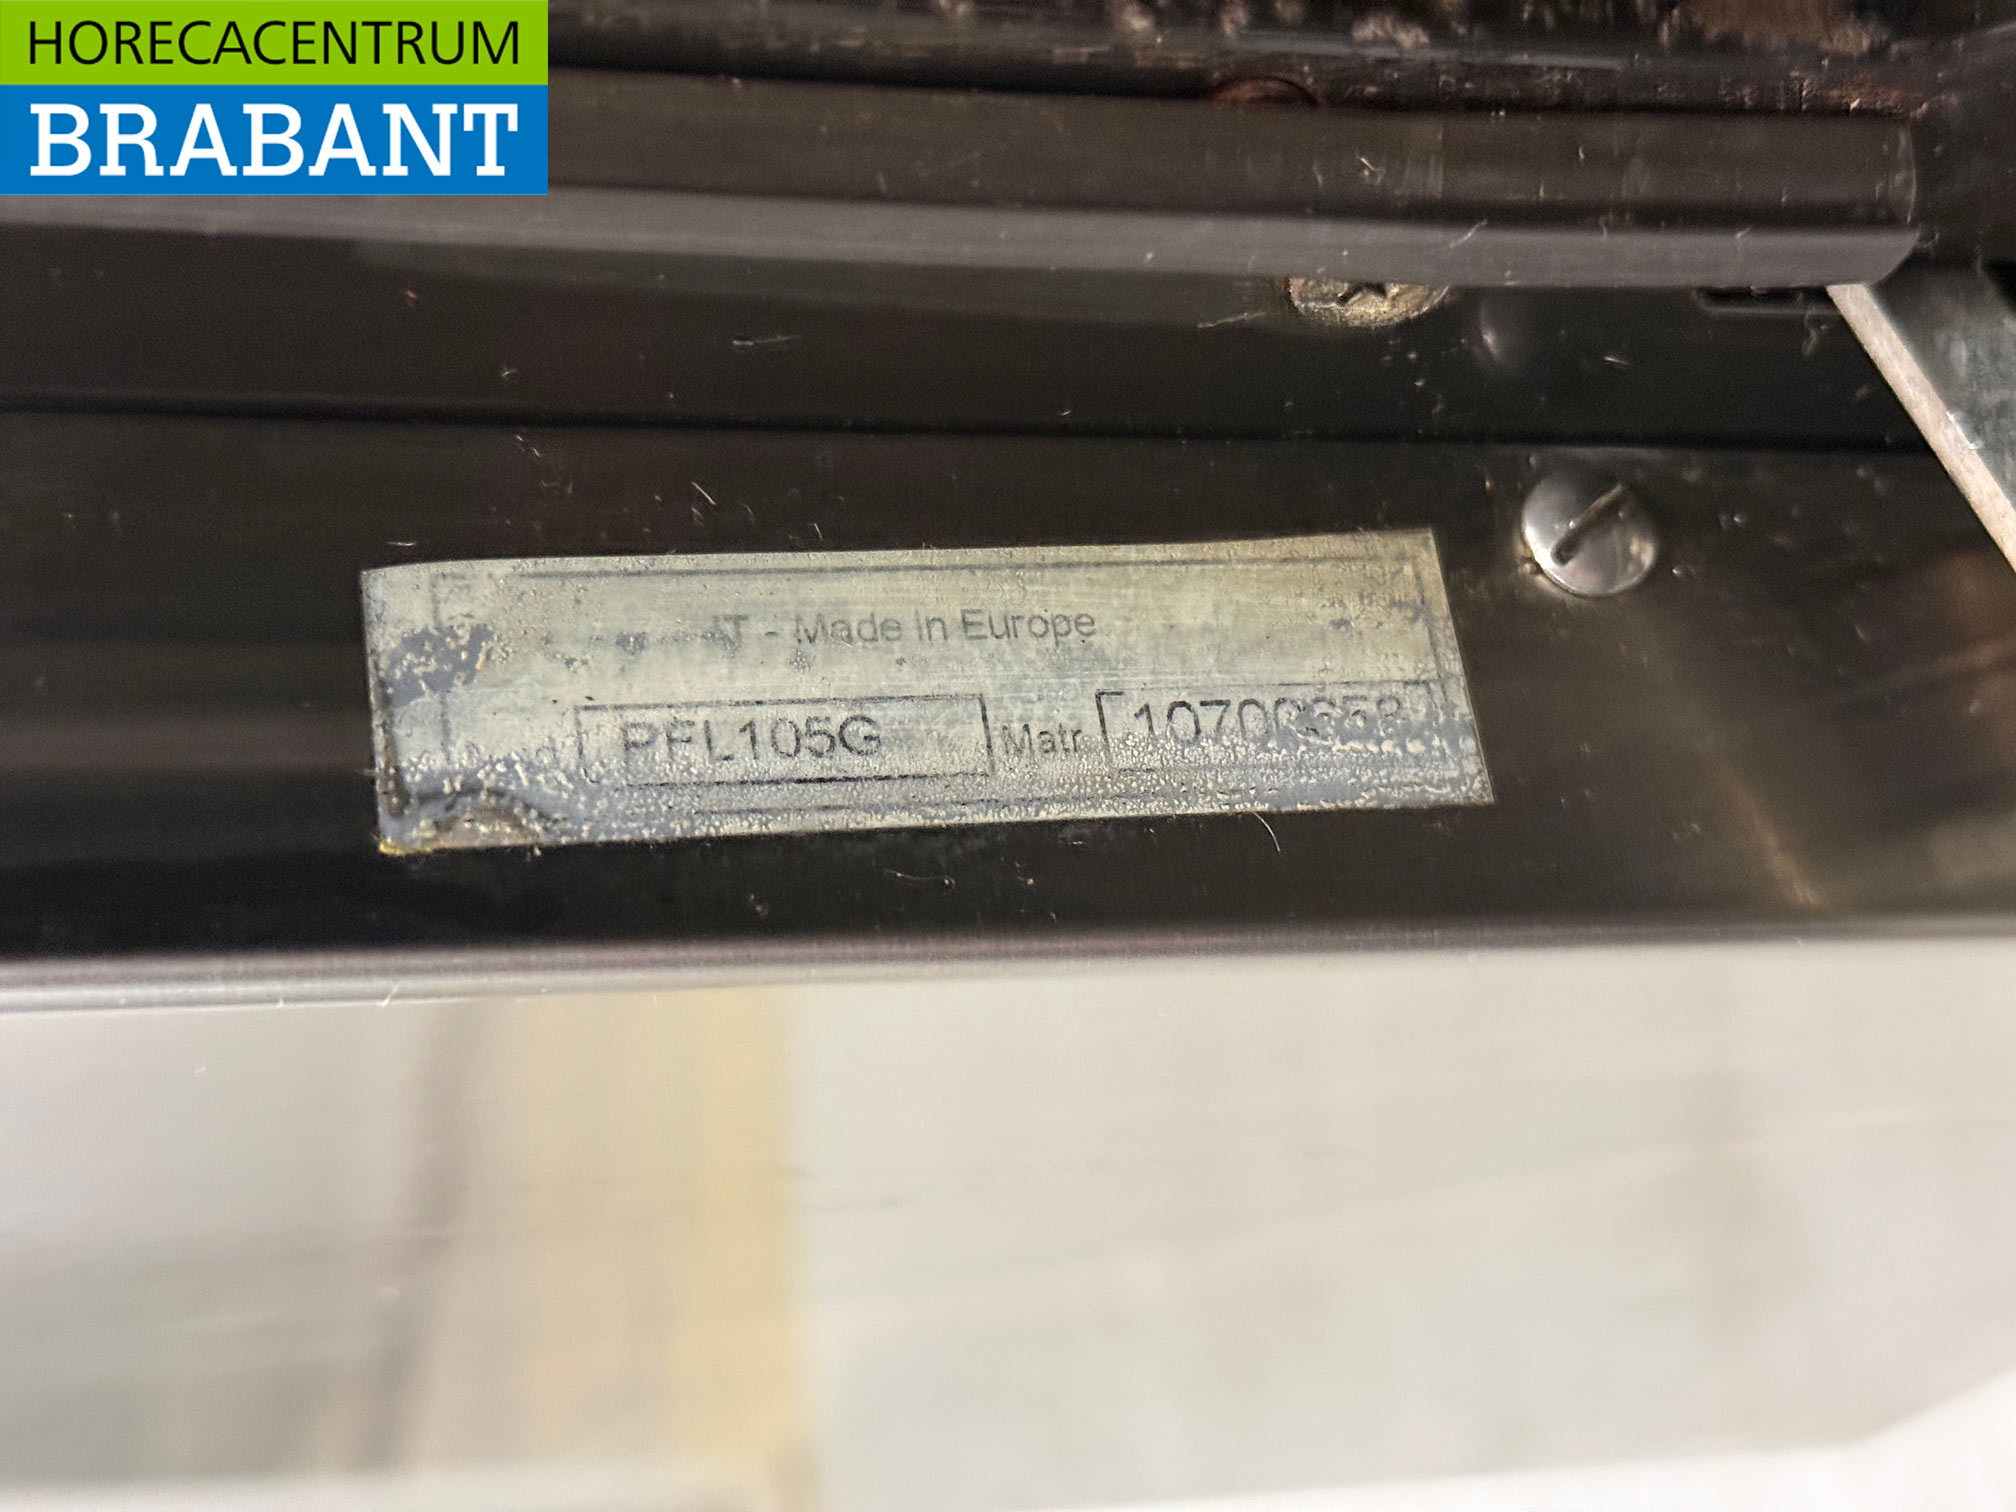 HORECACENTRUM
BRABANT
- Made in Europe
PFL105G Matr